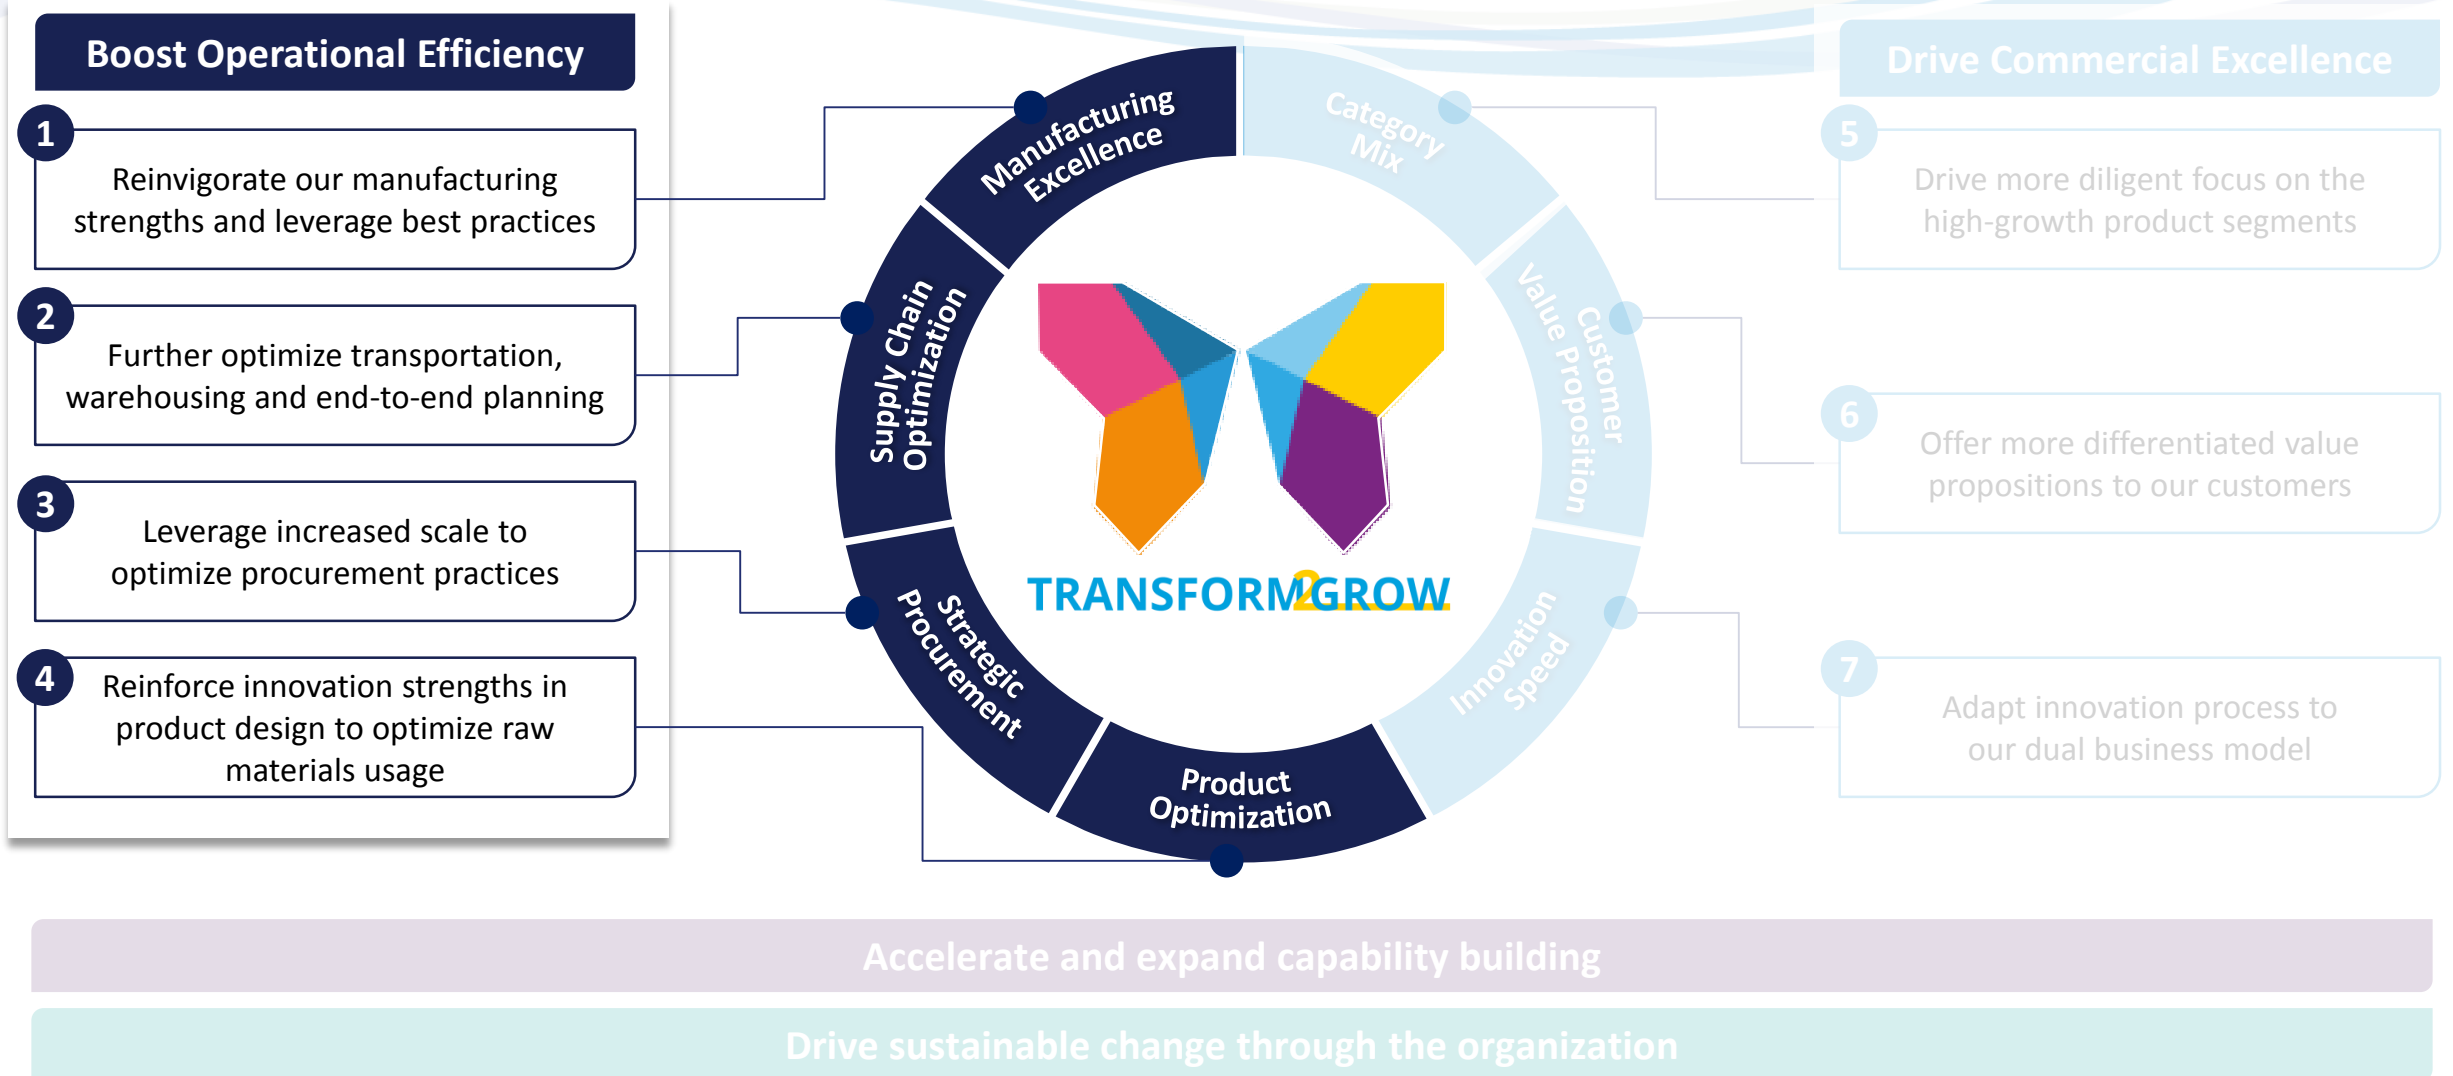 Boost Operational Efficiency
1
Reinvigorate our manufacturing
strengths and leverage best practices
2
Further optimize transportation,
warehousing and end-to-end planning
3
Leverage increased scale to
optimize procurement practices
4
Reinforce innovation strengths in
product design to optimize raw
materials usage
Manufacturing
Excellence
Supply Chain
Optimization
Strategic
Procurement
Product
Optimization
Category
Mix
Customer
Value Proposition
Innovation
Speed
TRANSFORM2GROW
Drive Commercial Excellence
5
Drive more diligent focus on the
high-growth product segments
6
Offer more differentiated value
propositions to our customers
7
Adapt innovation process to
our dual business model
Accelerate and expand capability building
Drive sustainable change through the organization